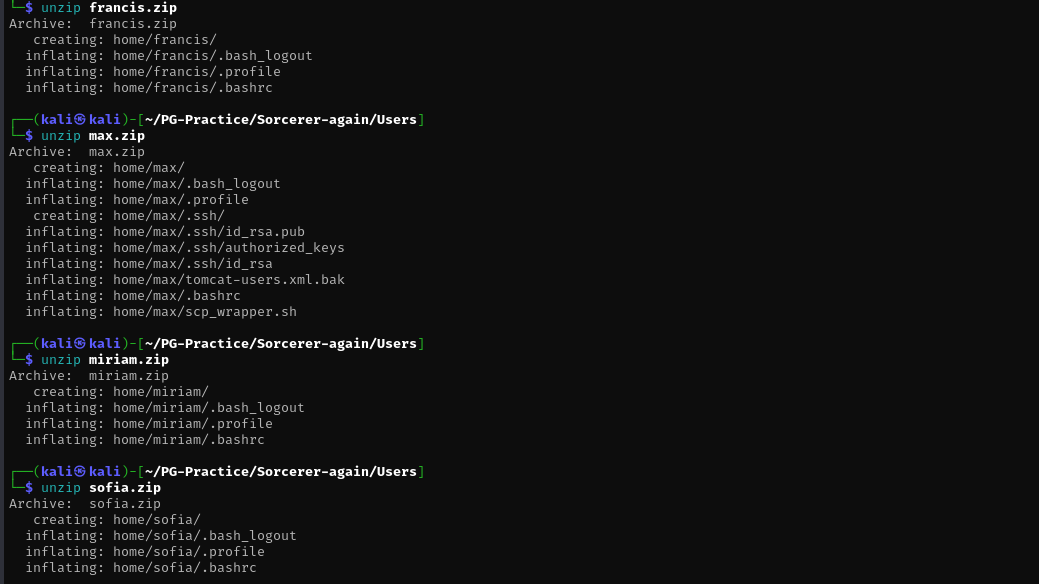 └─$ unzip francis.zip
Archive:  francis.zip
   creating: home/francis/
  inflating: home/francis/.bash_logout
  inflating: home/francis/.profile
  inflating: home/francis/.bashrc
┌──(kali㉿kali)-[~/PG-Practice/Sorcerer-again/Users]
└─$ unzip max.zip
Archive:  max.zip
   creating: home/max/
  inflating: home/max/.bash_logout
  inflating: home/max/.profile
   creating: home/max/.ssh/
  inflating: home/max/.ssh/id_rsa.pub
  inflating: home/max/.ssh/authorized_keys
  inflating: home/max/.ssh/id_rsa
  inflating: home/max/tomcat-users.xml.bak
  inflating: home/max/.bashrc
  inflating: home/max/scp_wrapper.sh
┌──(kali㉿kali)-[~/PG-Practice/Sorcerer-again/Users]
└─$ unzip miriam.zip
Archive:  miriam.zip
   creating: home/miriam/
  inflating: home/miriam/.bash_logout
  inflating: home/miriam/.profile
  inflating: home/miriam/.bashrc
┌──(kali㉿kali)-[~/PG-Practice/Sorcerer-again/Users]
└─$ unzip sofia.zip
Archive:  sofia.zip
   creating: home/sofia/
  inflating: home/sofia/.bash_logout
  inflating: home/sofia/.profile
  inflating: home/sofia/.bashrc